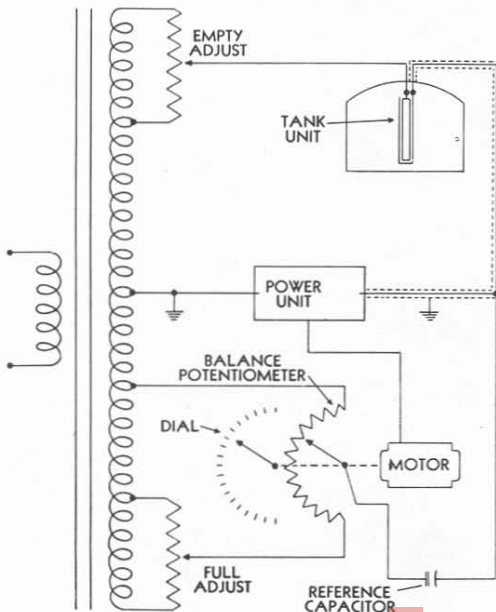 EMPTY
ADJUST
TANK
UNIT
POWER
UNIT
BALANCE
POTENTIOMETER
DIAL
MOTOR
FULL
ADJUST
REFERENCE
CAPACITOR